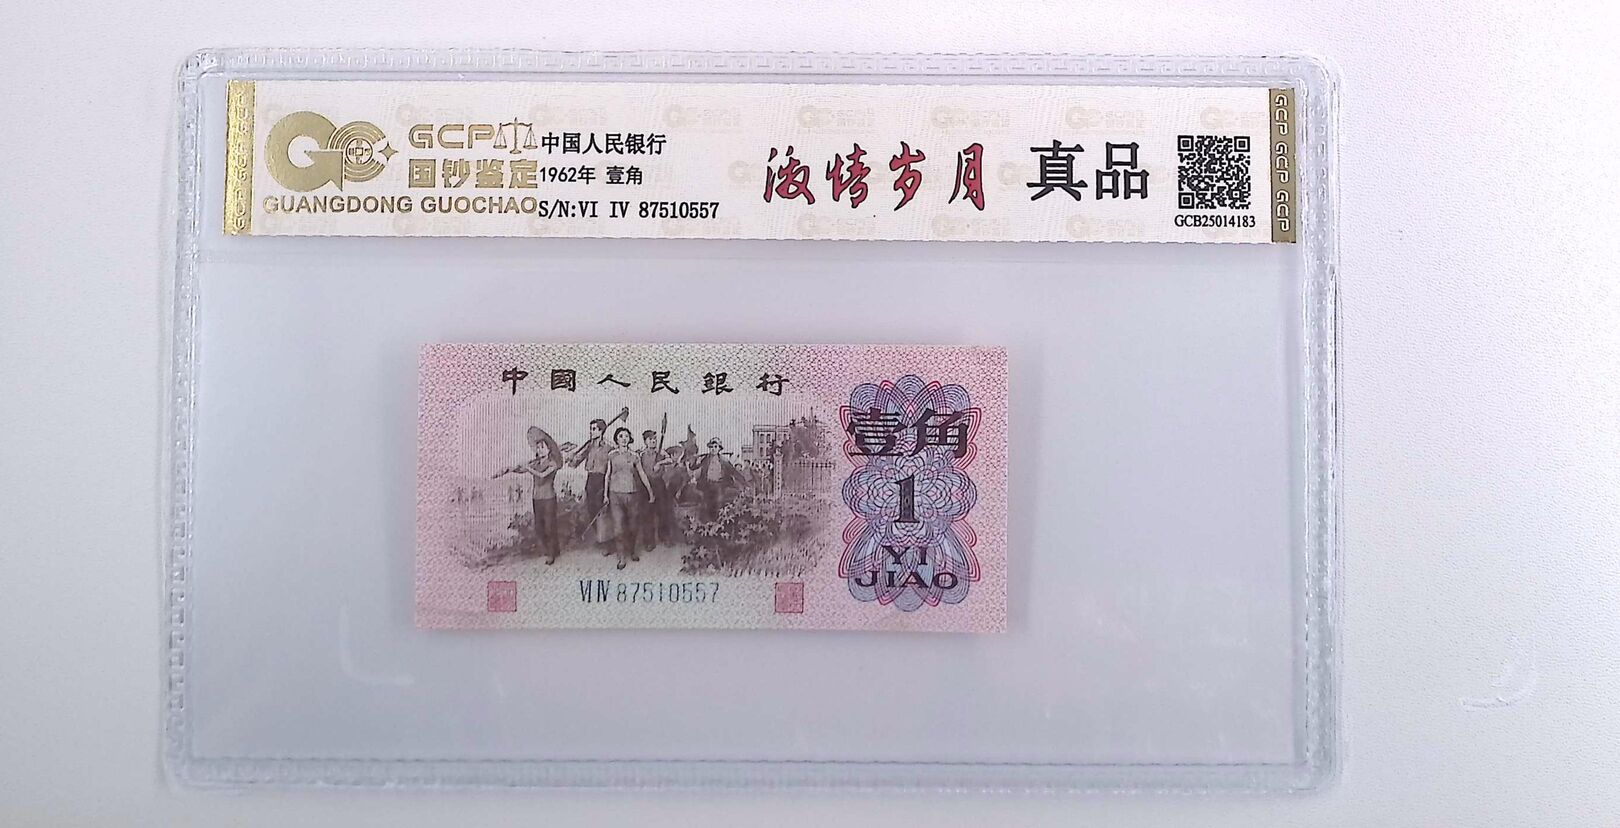 GCP
国钞鉴定
GUANGDONG GUOCHAO
中国人民银行
1962年 壹角
S/N:VI IV 87510557
激情岁月
真品
GCB25014183
GCP GCP GCP
中國人民銀行
壹角
1
YI
JIAO
VI IV 87510557